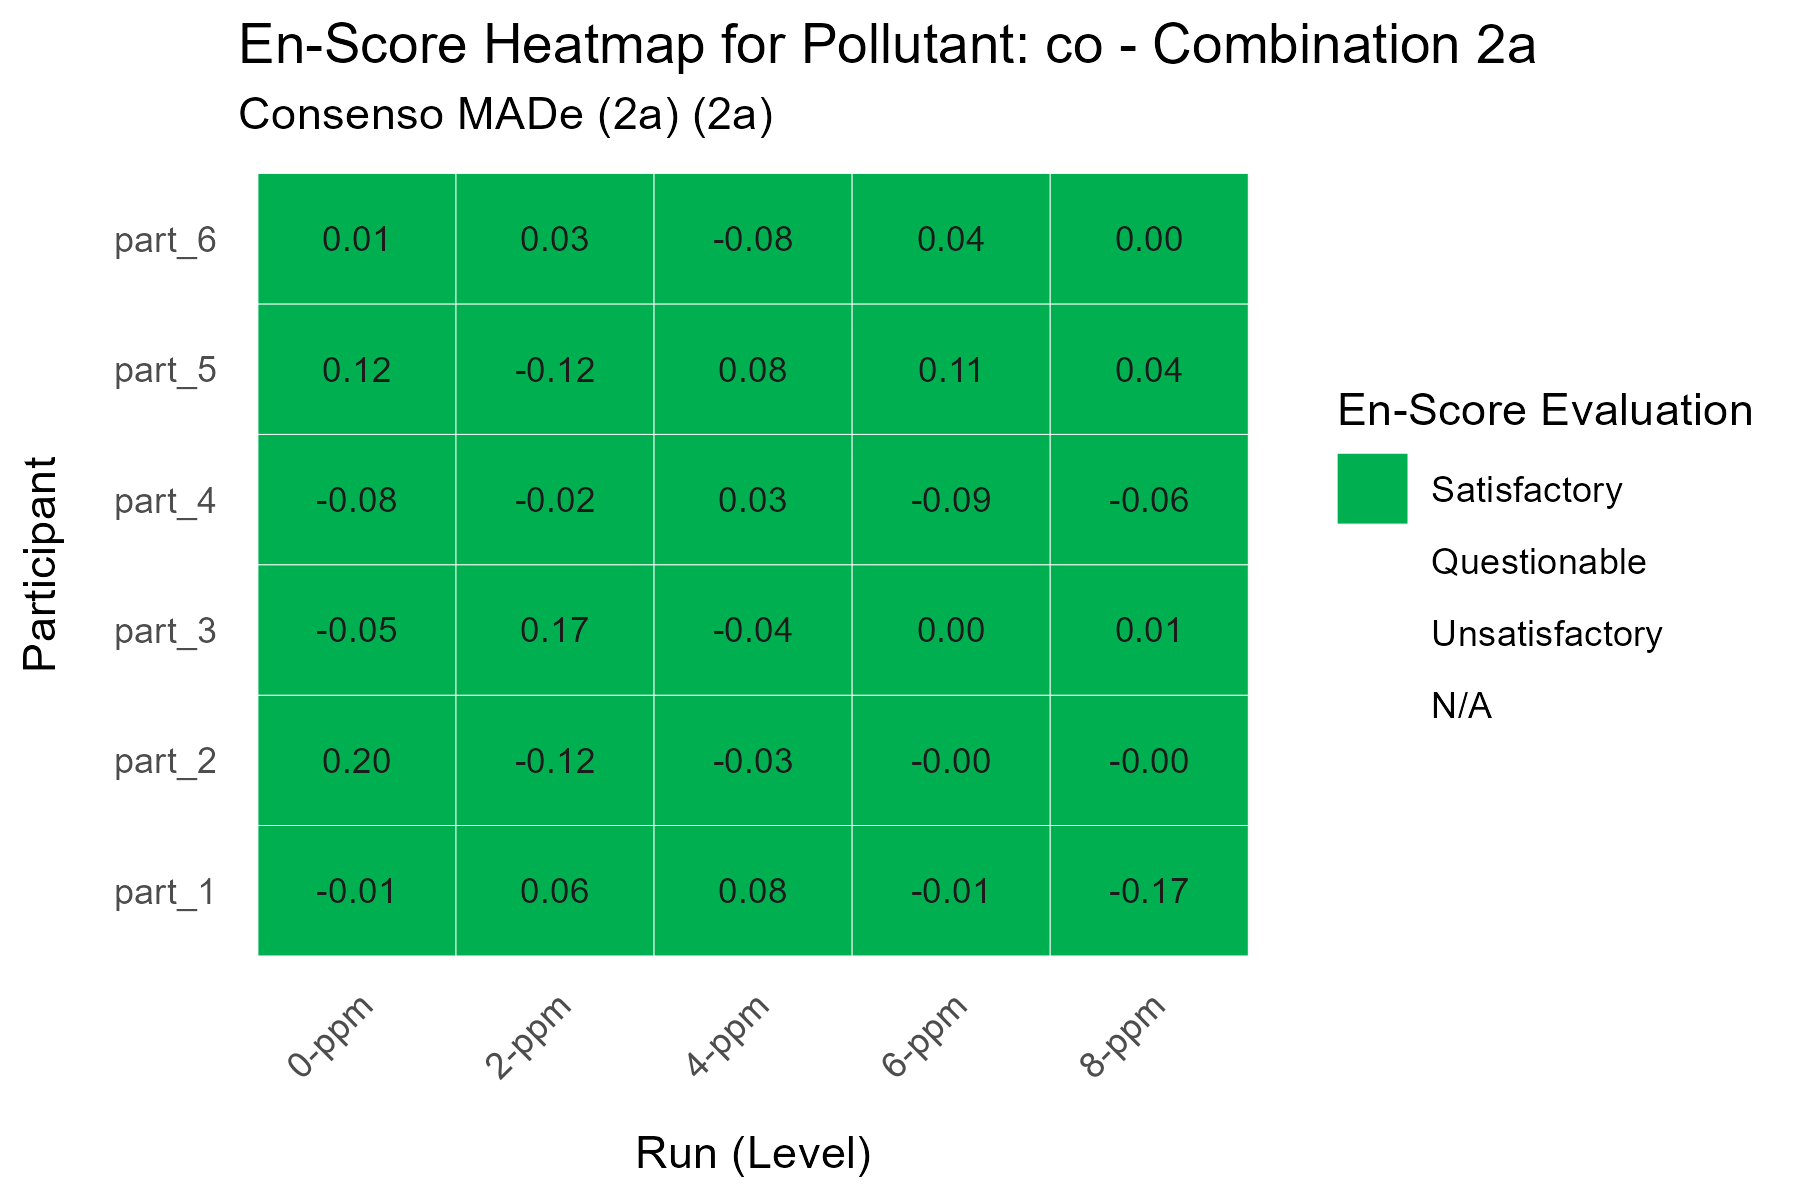 En-Score Heatmap for Pollutant: co - Combination 2a
Consenso MADe (2a) (2a)
Participant
part_6 0.01 0.03 -0.08 0.04 0.00
part_5 0.12 -0.12 0.08 0.11 0.04
part_4 -0.08 -0.02 0.03 -0.09 -0.06
part_3 -0.05 0.17 -0.04 0.00 0.01
part_2 0.20 -0.12 -0.03 -0.00 -0.00
part_1 -0.01 0.06 0.08 -0.01 -0.17
0-ppm 2-ppm 4-ppm 6-ppm 8-ppm
Run (Level)
En-Score Evaluation
Satisfactory
Questionable
Unsatisfactory
N/A